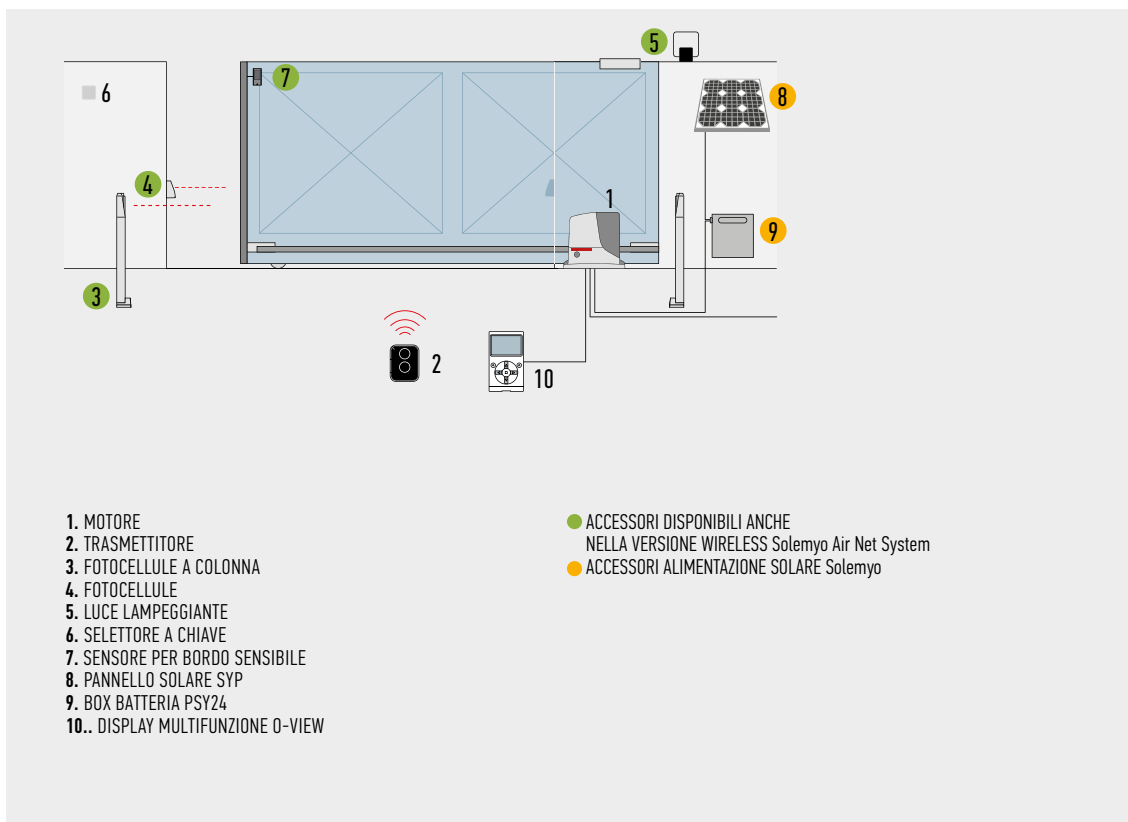 5
7
6
8
4
1
9
3
2
10
1. MOTORE
2. TRASMETTITORE
3. FOTOCELLULE A COLONNA
4. FOTOCELLULE
5. LUCE LAMPEGGIANTE
6. SELETTORE A CHIAVE
7. SENSORE PER BORDO SENSIBILE
8. PANNELLO SOLARE SYP
9. BOX BATTERIA PSY24
10.. DISPLAY MULTIFUNZIONE O-VIEW
ACCESSORI DISPONIBILI ANCHE
NELLA VERSIONE WIRELESS Solemyo Air Net System
ACCESSORI ALIMENTAZIONE SOLARE Solemyo